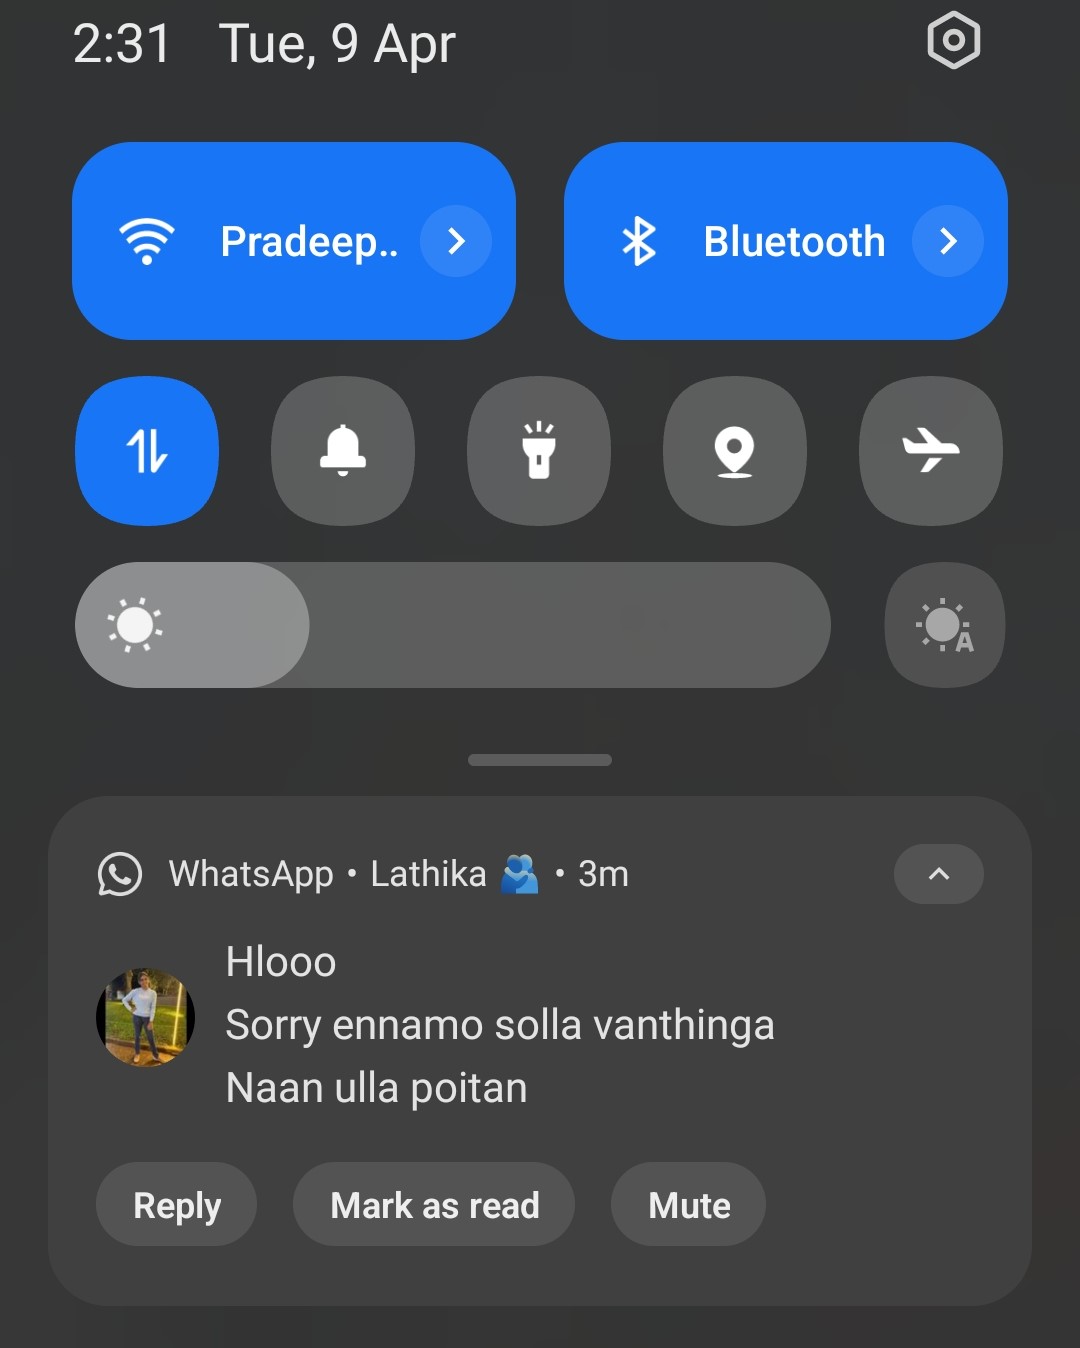 2:31 Tue, 9 Apr
Pradeep.. Bluetooth
A
WhatsApp • Lathika 🫂 • 3m
Hlooo
Sorry ennamo solla vanthinga
Naan ulla poitan
Reply Mark as read Mute